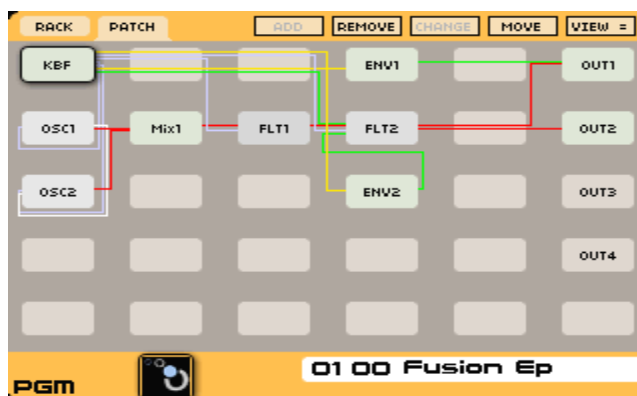 RACK PATCH ADD REMOVE CHANGE MOVE VIEW =
KBF ENV1 OUT1
OSC1 Mix1 FLT1 FLT2 OUT2
OSC2 ENV2 OUT3
OUT4
PGM 01 00 Fusion Ep